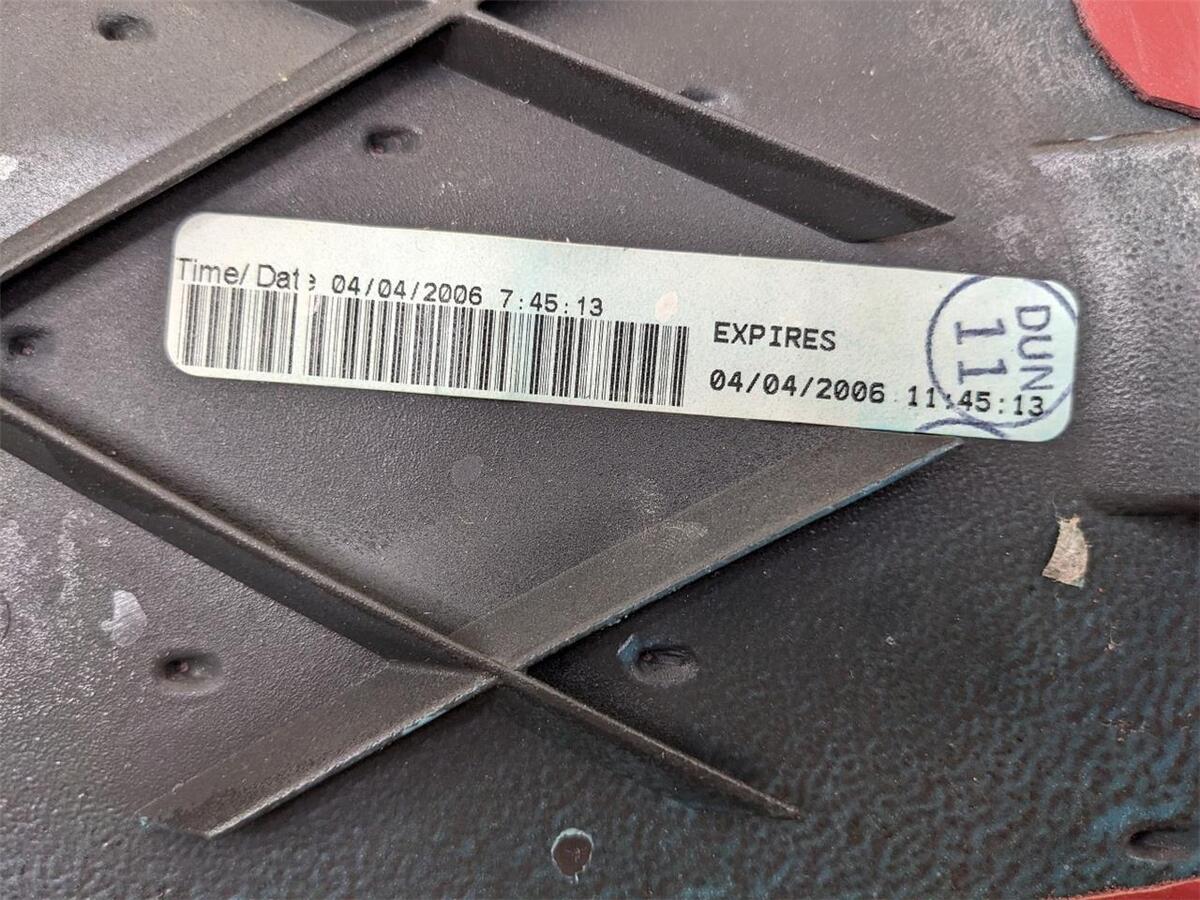 Time/ Date 04/04/2006 7:45:13
EXPIRES
04/04/2006 11:45:13
DUN
11